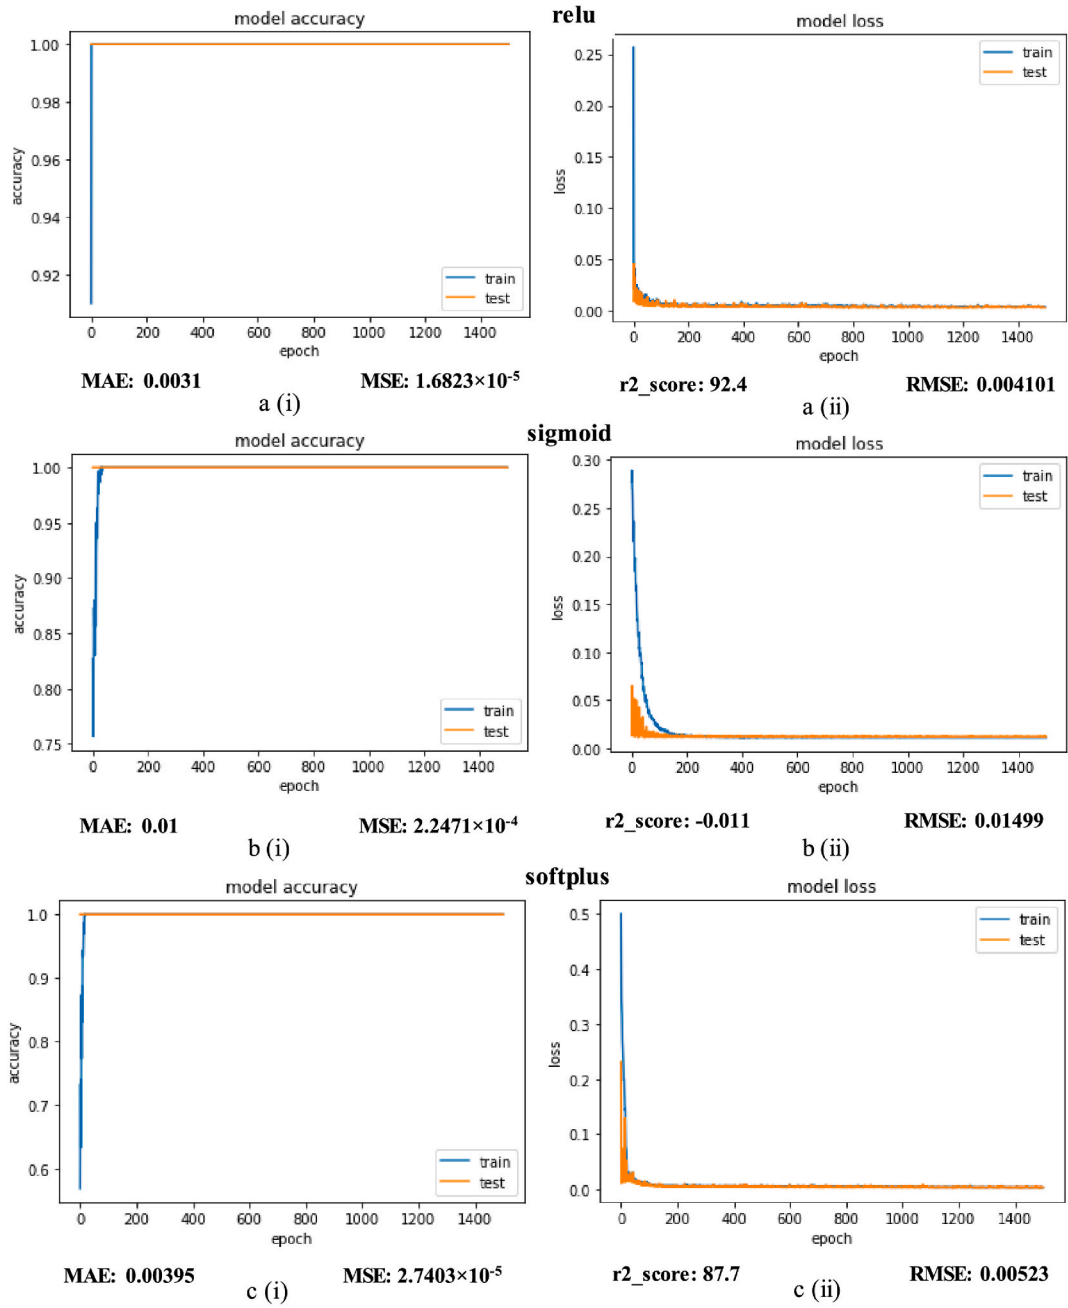 relu
model accuracy
1.00
0.98
0.96
0.94
0.92
accuracy
train
test
0 200 400 600 800 1000 1200 1400
epoch
MAE: 0.0031 MSE: 1.6823×10⁻⁵
a (i)
model loss
0.25
0.20
0.15
0.10
0.05
0.00
loss
train
test
0 200 400 600 800 1000 1200 1400
epoch
r2_score: 92.4 RMSE: 0.004101
a (ii)
sigmoid
model accuracy
1.00
0.95
0.90
0.85
0.80
0.75
accuracy
train
test
0 200 400 600 800 1000 1200 1400
epoch
MAE: 0.01 MSE: 2.2471×10⁻⁴
b (i)
model loss
0.30
0.25
0.20
0.15
0.10
0.05
0.00
loss
train
test
0 200 400 600 800 1000 1200 1400
epoch
r2_score: -0.011 RMSE: 0.01499
b (ii)
softplus
model accuracy
1.0
0.9
0.8
0.7
0.6
accuracy
train
test
0 200 400 600 800 1000 1200 1400
epoch
MAE: 0.00395 MSE: 2.7403×10⁻⁵
c (i)
model loss
0.5
0.4
0.3
0.2
0.1
0.0
loss
train
test
0 200 400 600 800 1000 1200 1400
epoch
r2_score: 87.7 RMSE: 0.00523
c (ii)